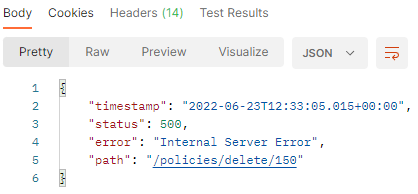 Body Cookies Headers (14) Test Results
Pretty Raw Preview Visualize JSON
1 {
2 "timestamp": "2022-06-23T12:33:05.015+00:00",
3 "status": 500,
4 "error": "Internal Server Error",
5 "path": "/policies/delete/150"
6 }